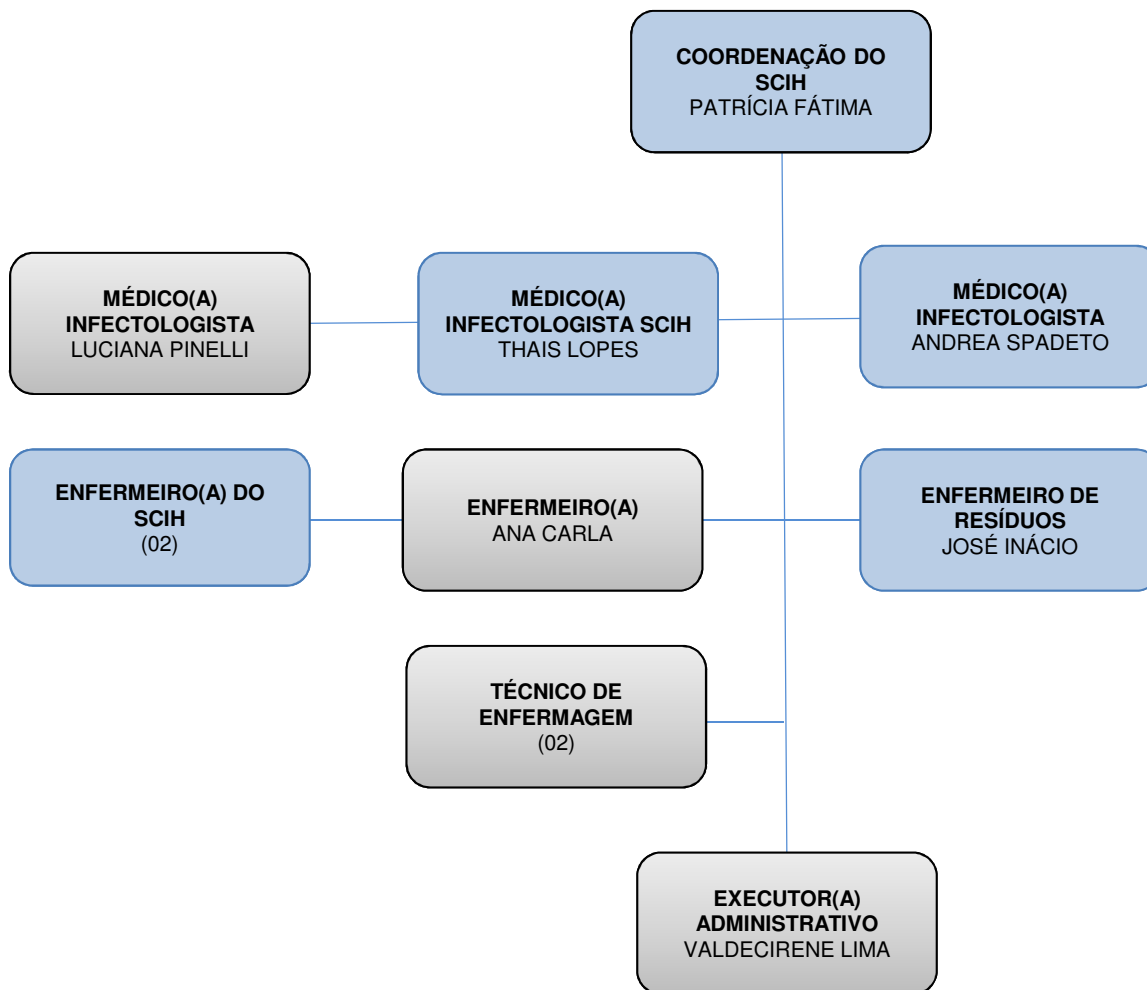 COORDENAÇÃO DO
SCIH
PATRÍCIA FÁTIMA
MÉDICO(A)
INFECTOLOGISTA
LUCIANA PINELLI
MÉDICO(A)
INFECTOLOGISTA SCIH
THAIS LOPES
MÉDICO(A)
INFECTOLOGISTA
ANDREA SPADETO
ENFERMEIRO(A) DO
SCIH
(02)
ENFERMEIRO(A)
ANA CARLA
ENFERMEIRO DE
RESÍDUOS
JOSÉ INÁCIO
TÉCNICO DE
ENFERMAGEM
(02)
EXECUTOR(A)
ADMINISTRATIVO
VALDECIRENE LIMA